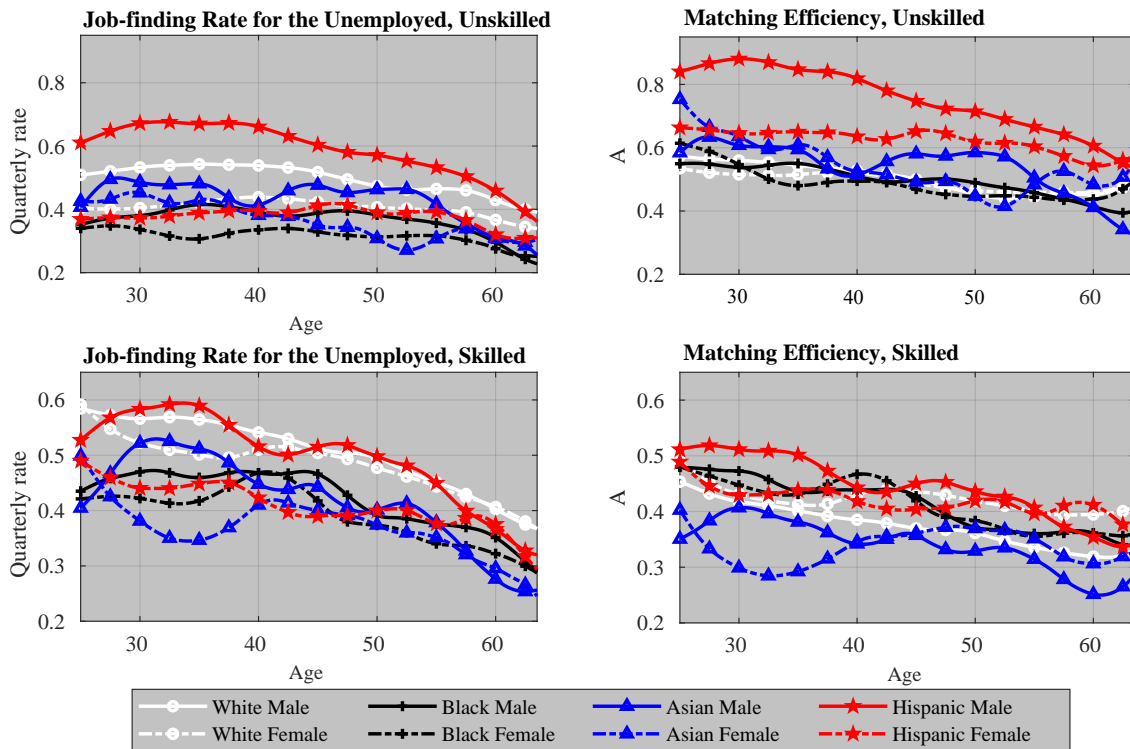 Job-finding Rate for the Unemployed, Unskilled
Matching Efficiency, Unskilled
Quarterly rate
0.8
0.6
0.4
0.2
30
40
50
60
Age
A
0.8
0.6
0.4
0.2
30
40
50
60
Job-finding Rate for the Unemployed, Skilled
Matching Efficiency, Skilled
Quarterly rate
0.6
0.5
0.4
0.3
0.2
30
40
50
60
Age
A
0.6
0.5
0.4
0.3
0.2
30
40
50
60
Age
White Male
Black Male
Asian Male
Hispanic Male
White Female
Black Female
Asian Female
Hispanic Female